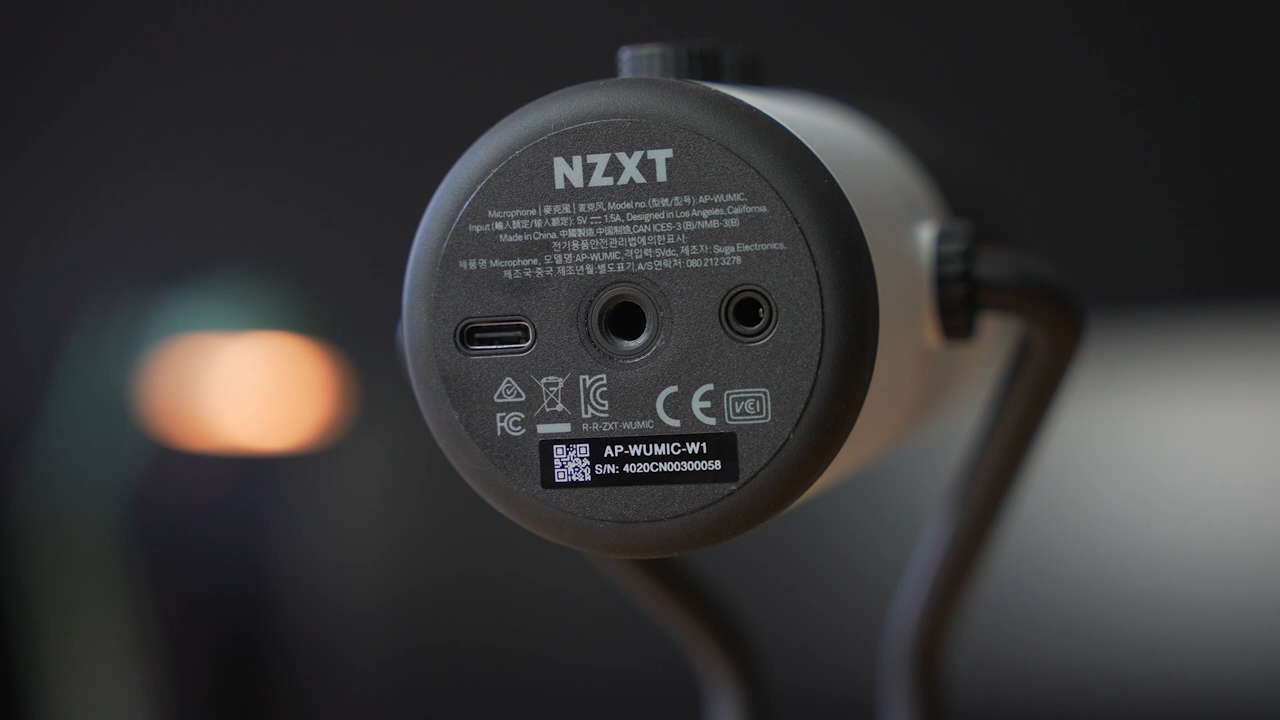 NZXT
Microphone | 麥克風 | 麦克风, Model no. (型號/型号): AP-WUMIC,
Input (輸入額定/输入额定): 5V ⎓ 1.5A, Designed in Los Angeles, California.
Made in China. 中國製造,中国制造,CAN ICES-3 (B)/NMB-3(B)
전기용품안전관리법에의한표시
제품명: Microphone, 모델명:AP-WUMIC,격입력:5Vdc, 제조자: Suga Electronics,
제조국:중국,제조년월:별도표기,A/S연락처: 080 212 3278
FC
CE
VCI
R-R-ZXT-WUMIC
AP-WUMIC-W1
S/N: 4020CN00300058